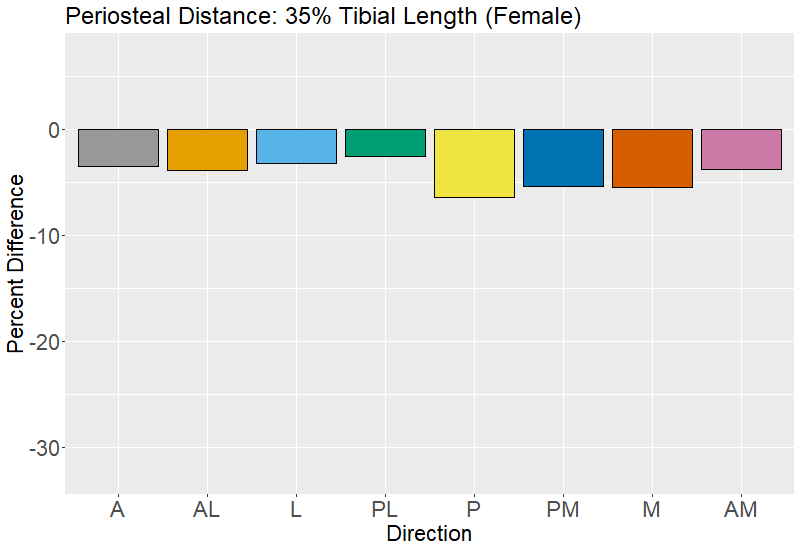 Periosteal Distance: 35% Tibial Length (Female)
Percent Difference
0
-10
-20
-30
A AL L PL P PM M AM
Direction